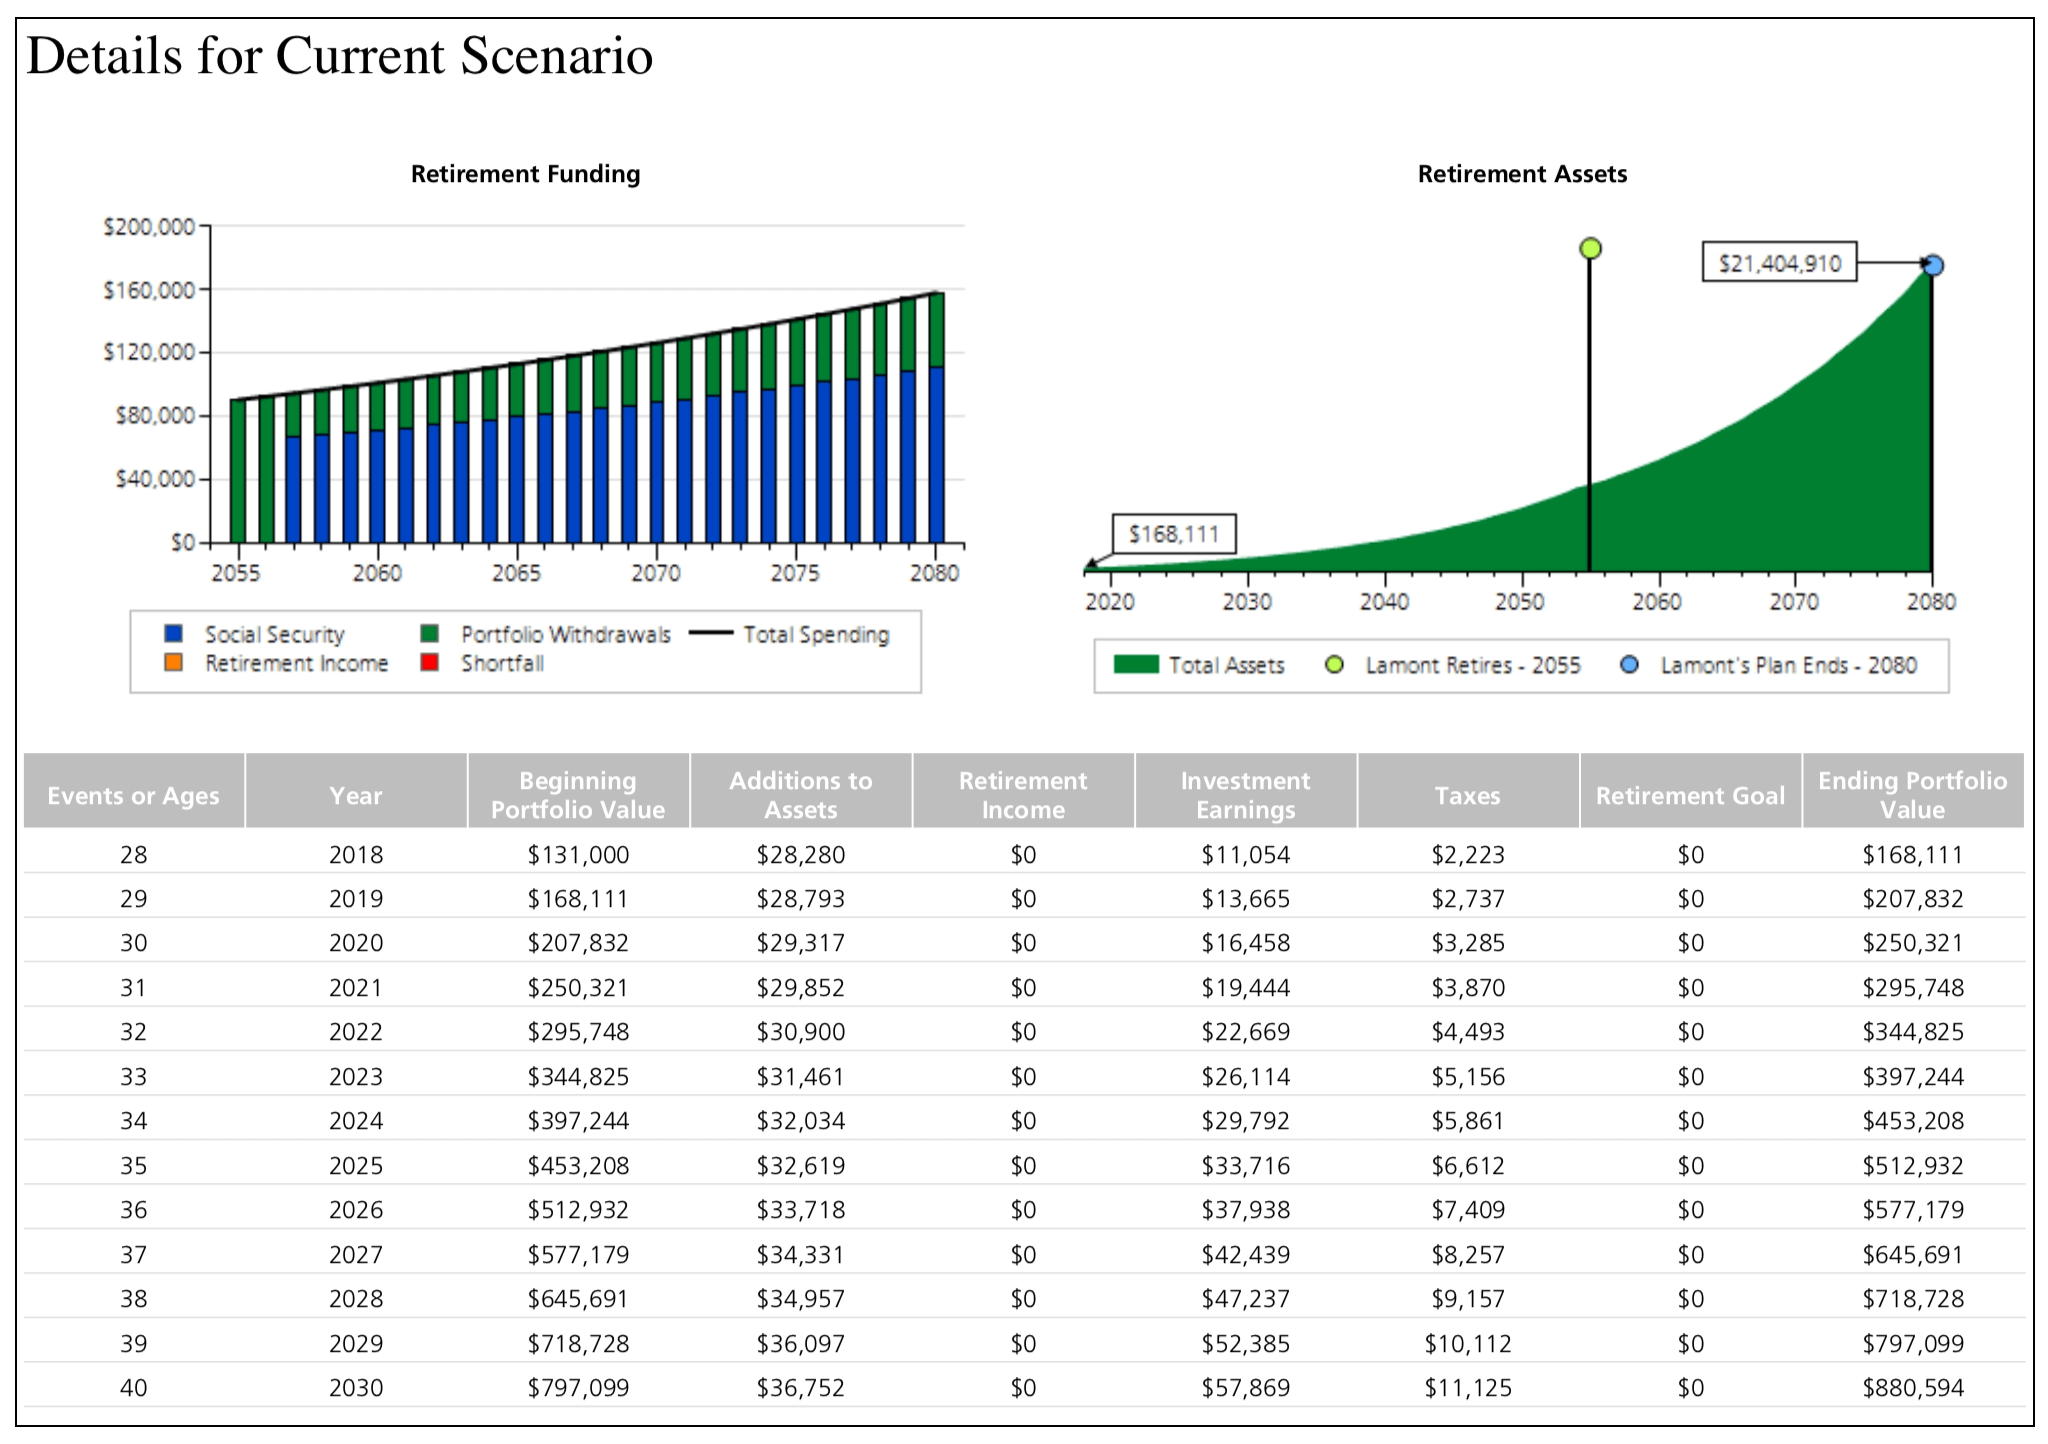 Details for Current Scenario
Retirement Funding
$200,000
$160,000
$120,000
$80,000
$40,000
$0
2055 2060 2065 2070 2075 2080
Social Security Portfolio Withdrawals Total Spending
Retirement Income Shortfall
Retirement Assets
$21,404,910
$168,111
2020 2030 2040 2050 2060 2070 2080
Total Assets Lamont Retires - 2055 Lamont's Plan Ends - 2080
Events or Ages Year Beginning Portfolio Value Additions to Assets Retirement Income Investment Earnings Taxes Retirement Goal Ending Portfolio Value
28 2018 $131,000 $28,280 $0 $11,054 $2,223 $0 $168,111
29 2019 $168,111 $28,793 $0 $13,665 $2,737 $0 $207,832
30 2020 $207,832 $29,317 $0 $16,458 $3,285 $0 $250,321
31 2021 $250,321 $29,852 $0 $19,444 $3,870 $0 $295,748
32 2022 $295,748 $30,900 $0 $22,669 $4,493 $0 $344,825
33 2023 $344,825 $31,461 $0 $26,114 $5,156 $0 $397,244
34 2024 $397,244 $32,034 $0 $29,792 $5,861 $0 $453,208
35 2025 $453,208 $32,619 $0 $33,716 $6,612 $0 $512,932
36 2026 $512,932 $33,718 $0 $37,938 $7,409 $0 $577,179
37 2027 $577,179 $34,331 $0 $42,439 $8,257 $0 $645,691
38 2028 $645,691 $34,957 $0 $47,237 $9,157 $0 $718,728
39 2029 $718,728 $36,097 $0 $52,385 $10,112 $0 $797,099
40 2030 $797,099 $36,752 $0 $57,869 $11,125 $0 $880,594